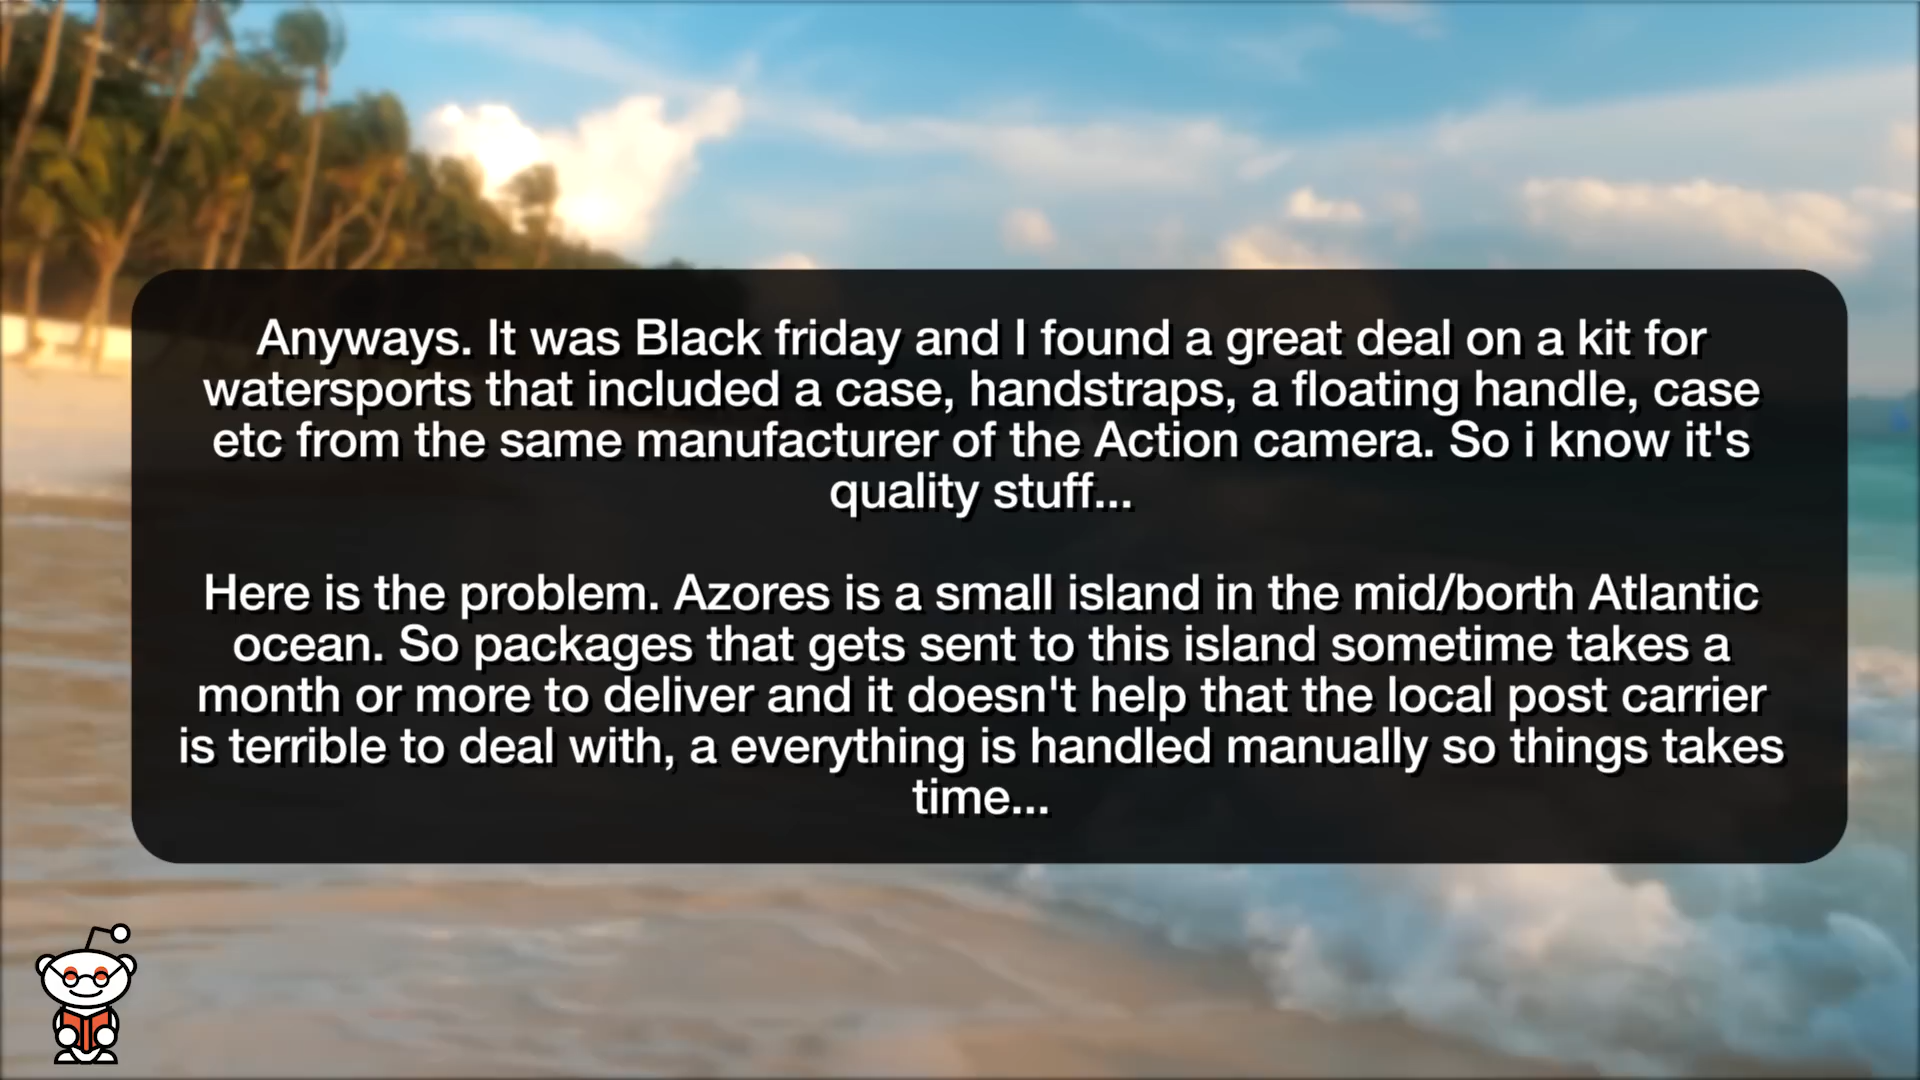 Anyways. It was Black friday and I found a great deal on a kit for
watersports that included a case, handstraps, a floating handle, case
etc from the same manufacturer of the Action camera. So i know it's
quality stuff...
Here is the problem. Azores is a small island in the mid/borth Atlantic
ocean. So packages that gets sent to this island sometime takes a
month or more to deliver and it doesn't help that the local post carrier
is terrible to deal with, a everything is handled manually so things takes
time...